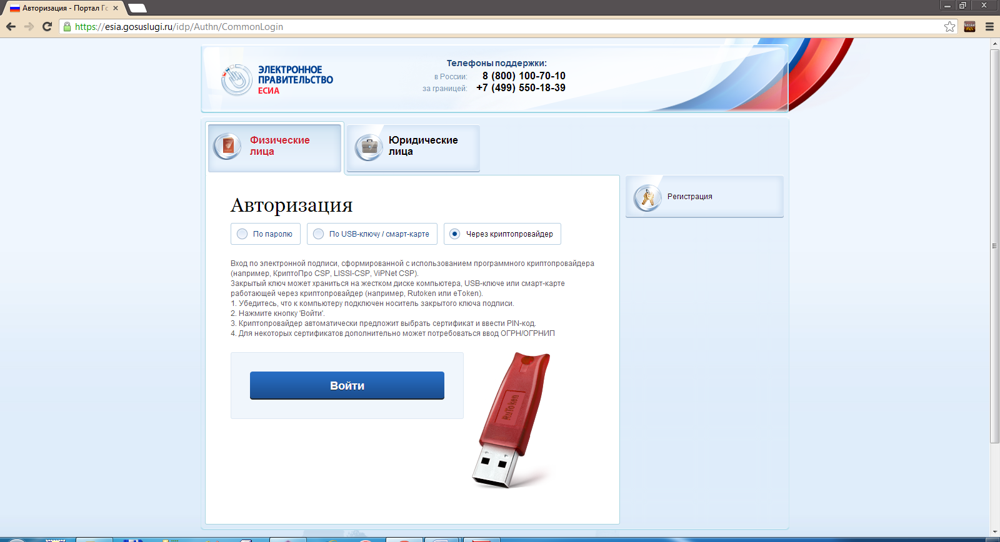 Авторизация - Портал Го
https://esia.gosuslugi.ru/idp/Authn/CommonLogin
ЭЛЕКТРОННОЕ
ПРАВИТЕЛЬСТВО
ЕСИА
Телефоны поддержки:
в России: 8 (800) 100-70-10
за границей: +7 (499) 550-18-39
Физические
лица
Юридические
лица
Регистрация
Авторизация
По паролю
По USB-ключу / смарт-карте
Через криптопровайдер
Вход по электронной подписи, сформированной с использованием программного криптопровайдера
(например, КриптоПро CSP, LISSI-CSP, ViPNet CSP).
Закрытый ключ может храниться на жестком диске компьютера, USB-ключе или смарт-карте
работающей через криптопровайдер (например, Rutoken или eToken).
1. Убедитесь, что к компьютеру подключен носитель закрытого ключа подписи.
2. Нажмите кнопку 'Войти'.
3. Криптопровайдер автоматически предложит выбрать сертификат и ввести PIN-код.
4. Для некоторых сертификатов дополнительно может потребоваться ввод ОГРН/ОГРНИП
Войти
RuToken